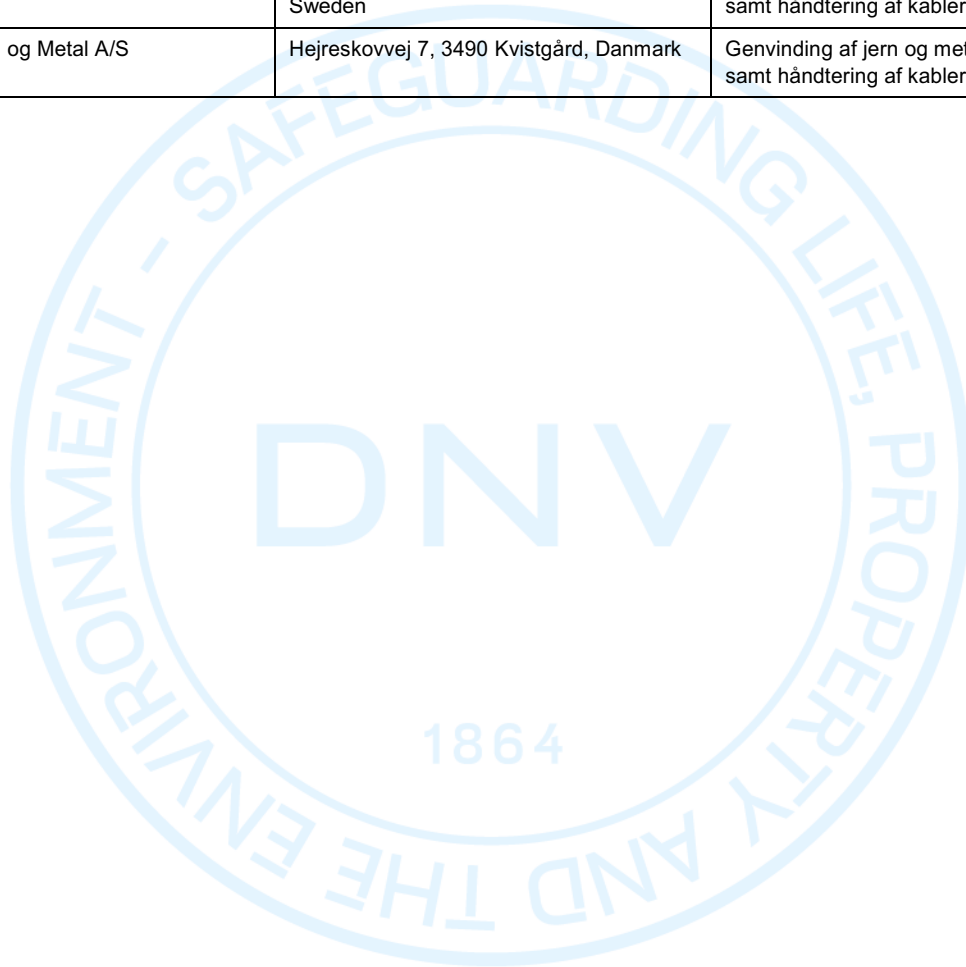 Sweden
samt håndtering af kabler
og Metal A/S
Hejreskovvej 7, 3490 Kvistgård, Danmark
Genvinding af jern og met
samt håndtering af kabler
SAFEGUARDING LIFE, PROPERTY AND THE ENVIRONMENT -
DNV
1864